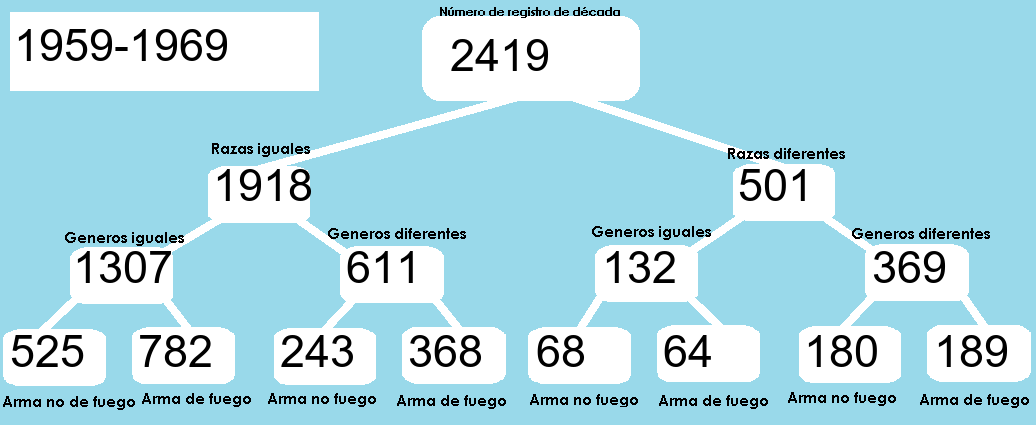 Número de registro de década
1959-1969
2419
Razas iguales
Razas diferentes
1918
501
Generos iguales
Generos diferentes
Generos iguales
Generos diferentes
1307
611
132
369
525
782
243
368
68
64
180
189
Arma no de fuego
Arma de fuego
Arma no fuego
Arma de fuego
Arma no fuego
Arma de fuego
Arma no fuego
Arma de fuego